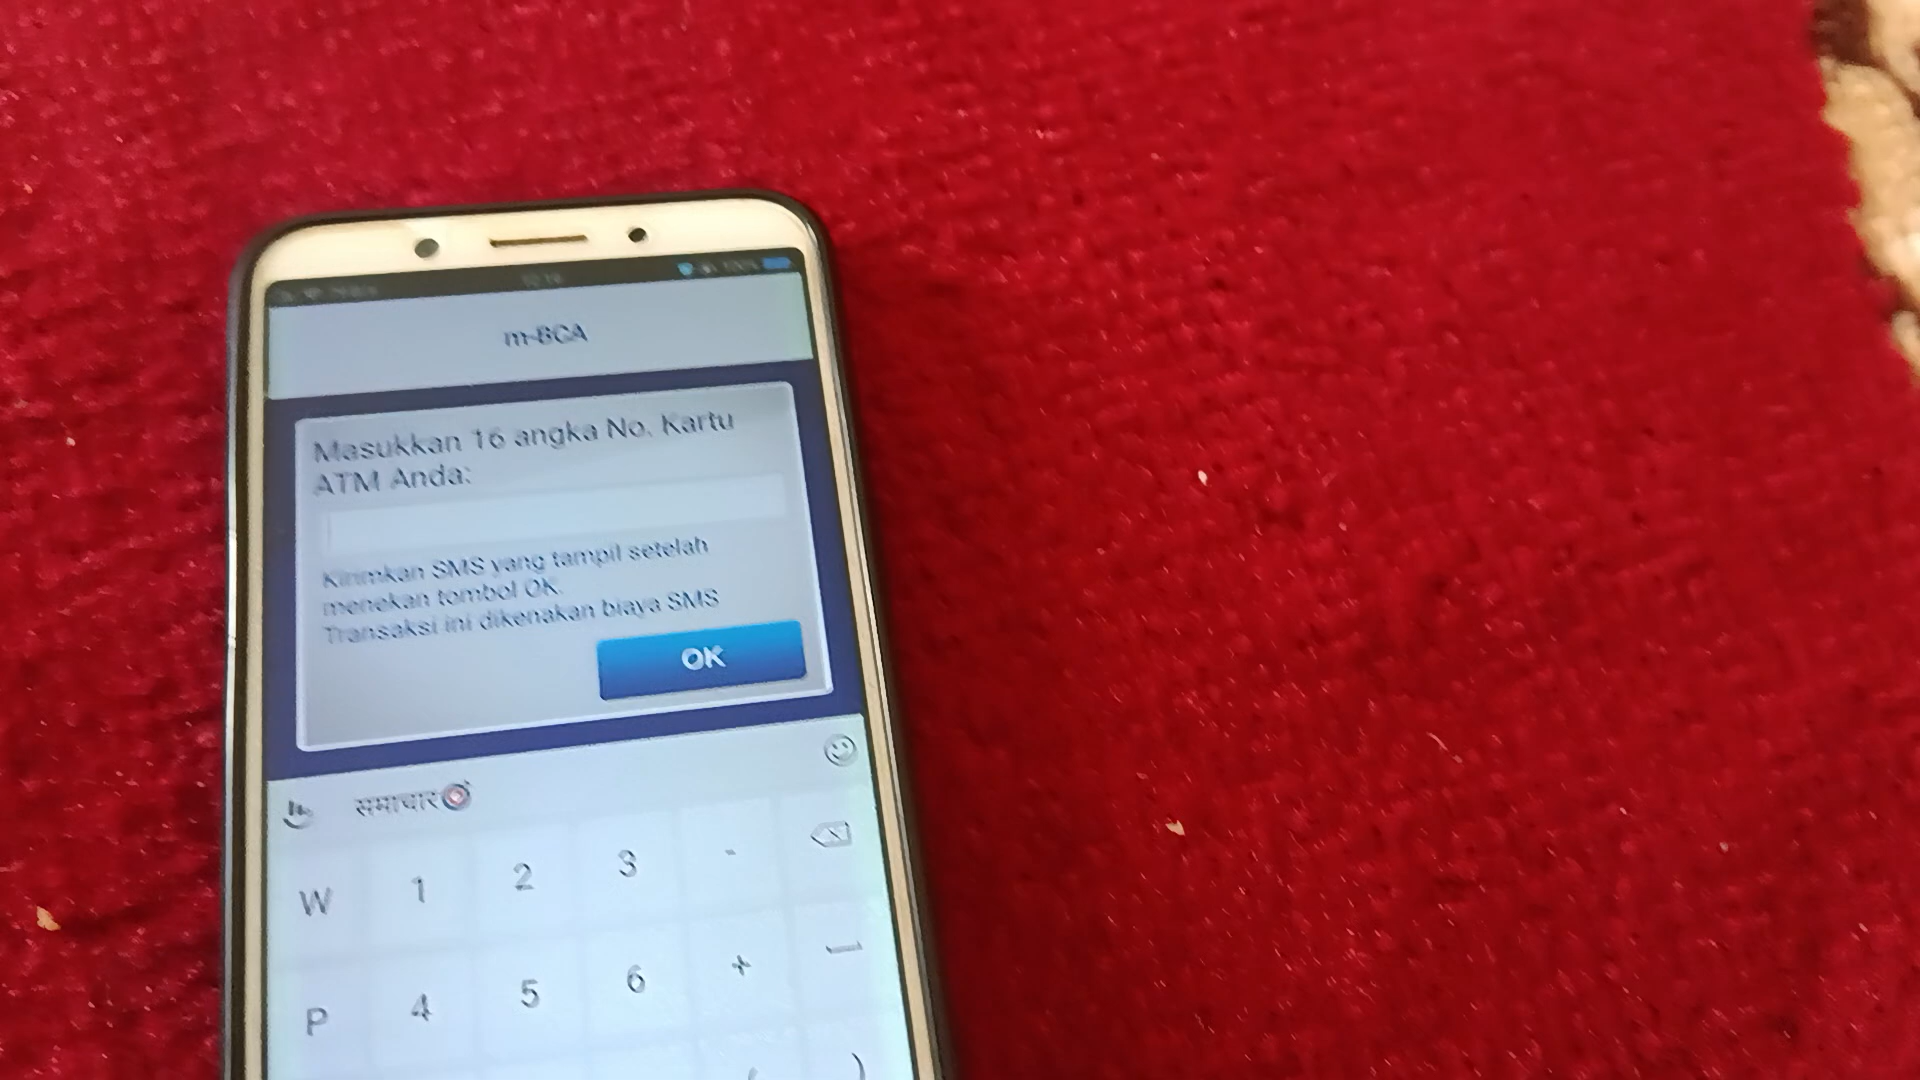 m-BCA
Masukkan 16 angka No. Kartu
ATM Anda:
Kirimkan SMS yang tampil setelah
menekan tombol OK.
Transaksi ini dikenakan biaya SMS
OK
समाचार
W 1 2 3 -
P 4 5 6 +
( )